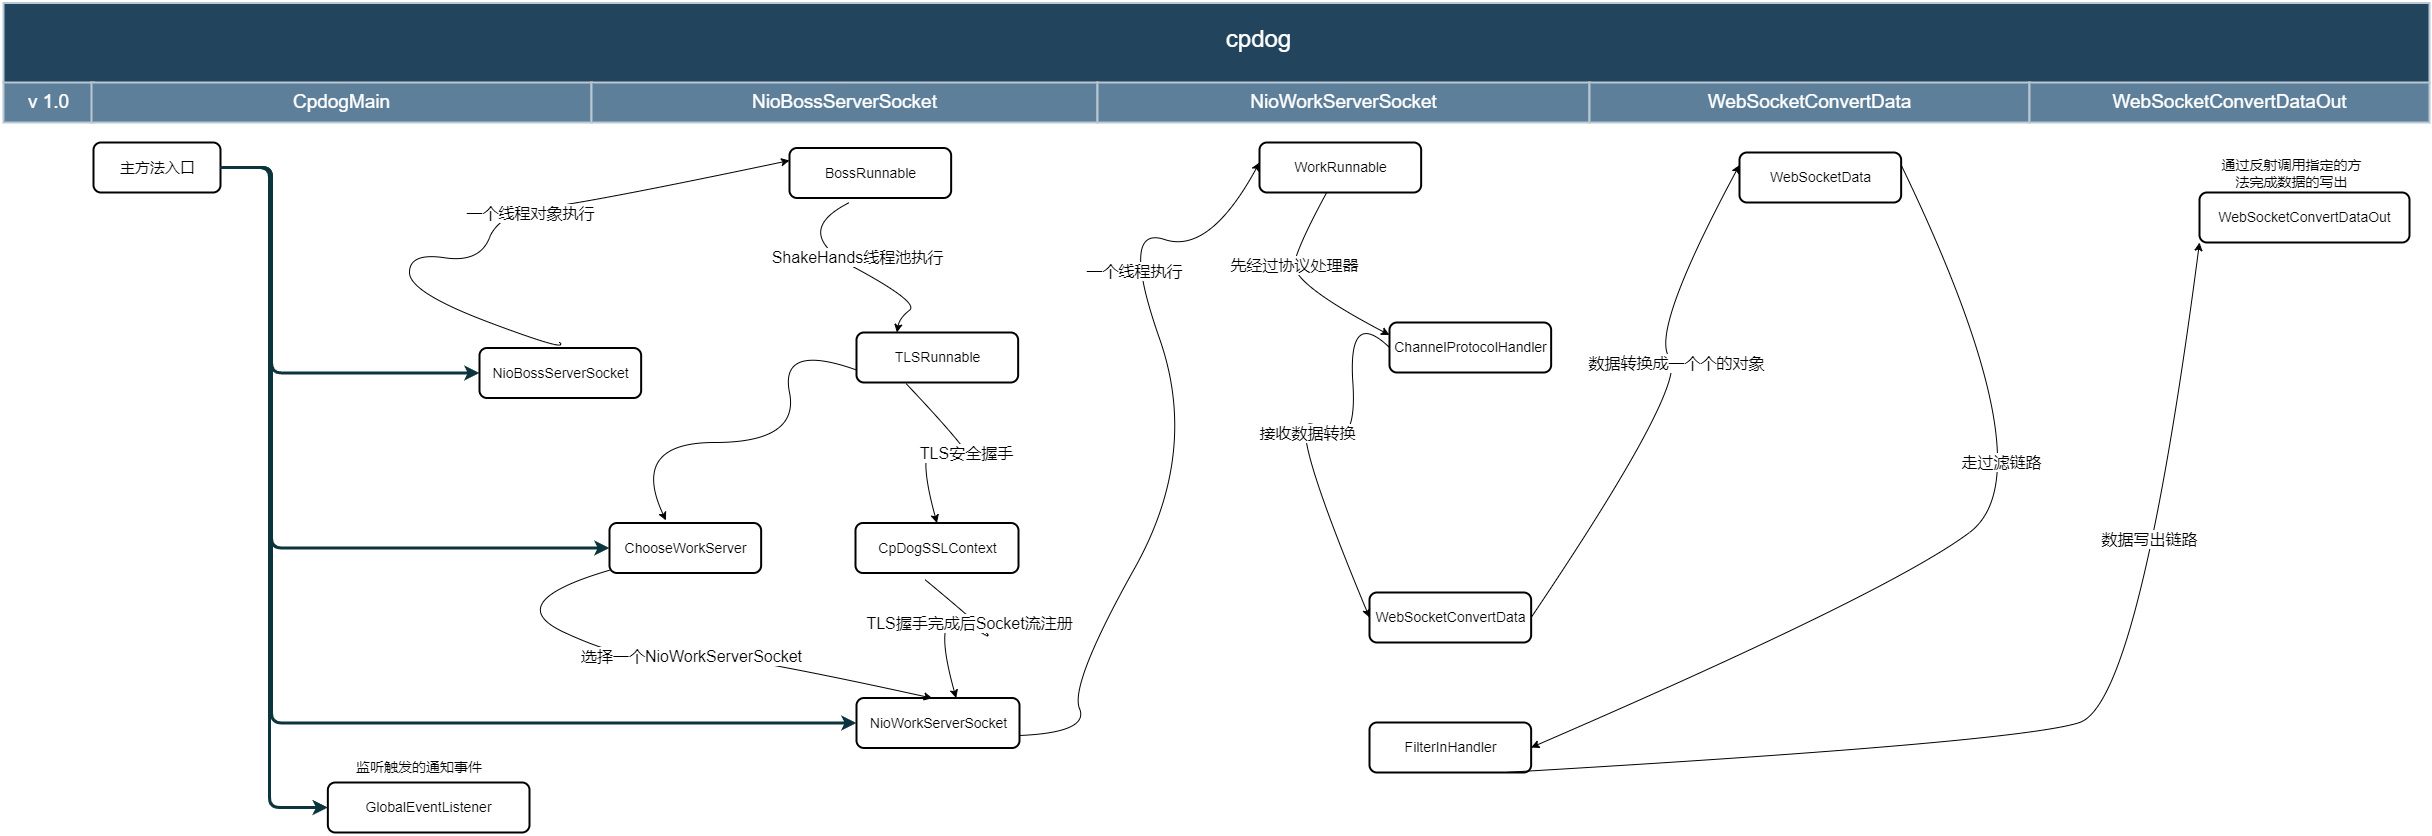 cpdog
v 1.0
CpdogMain
NioBossServerSocket
NioWorkServerSocket
WebSocketConvertData
WebSocketConvertDataOut
主方法入口
一个线程对象执行
NioBossServerSocket
监听触发的通知事件
GlobalEventListener
BossRunnable
ShakeHands线程池执行
TLSRunnable
TLS安全握手
ChooseWorkServer
CpDogSSLContext
TLS握手完成后Socket流注册
选择一个NioWorkServerSocket
NioWorkServerSocket
一个线程执行
WorkRunnable
先经过协议处理器
ChannelProtocolHandler
接收数据转换
WebSocketConvertData
数据转换成一个个的对象
WebSocketData
走过滤链路
FilterInHandler
数据写出链路
通过反射调用指定的方
法完成数据的写出
WebSocketConvertDataOut